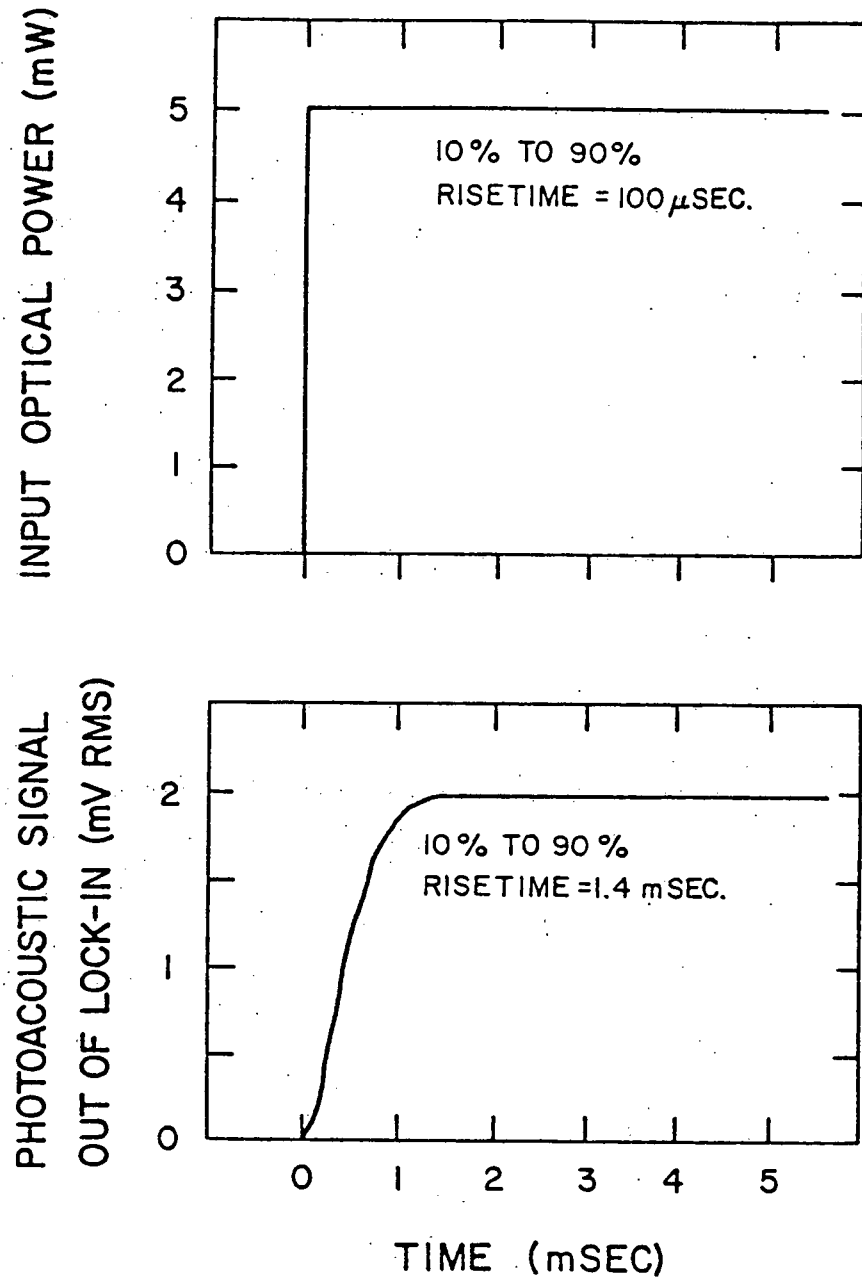 INPUT OPTICAL POWER (mW)
5
4
3
2
1
0
10% TO 90%
RISETIME = 100 μSEC.
PHOTOACOUSTIC SIGNAL
OUT OF LOCK-IN (mV RMS)
2
1
0
10% TO 90%
RISETIME = 1.4 mSEC.
0 1 2 3 4 5
TIME (mSEC)